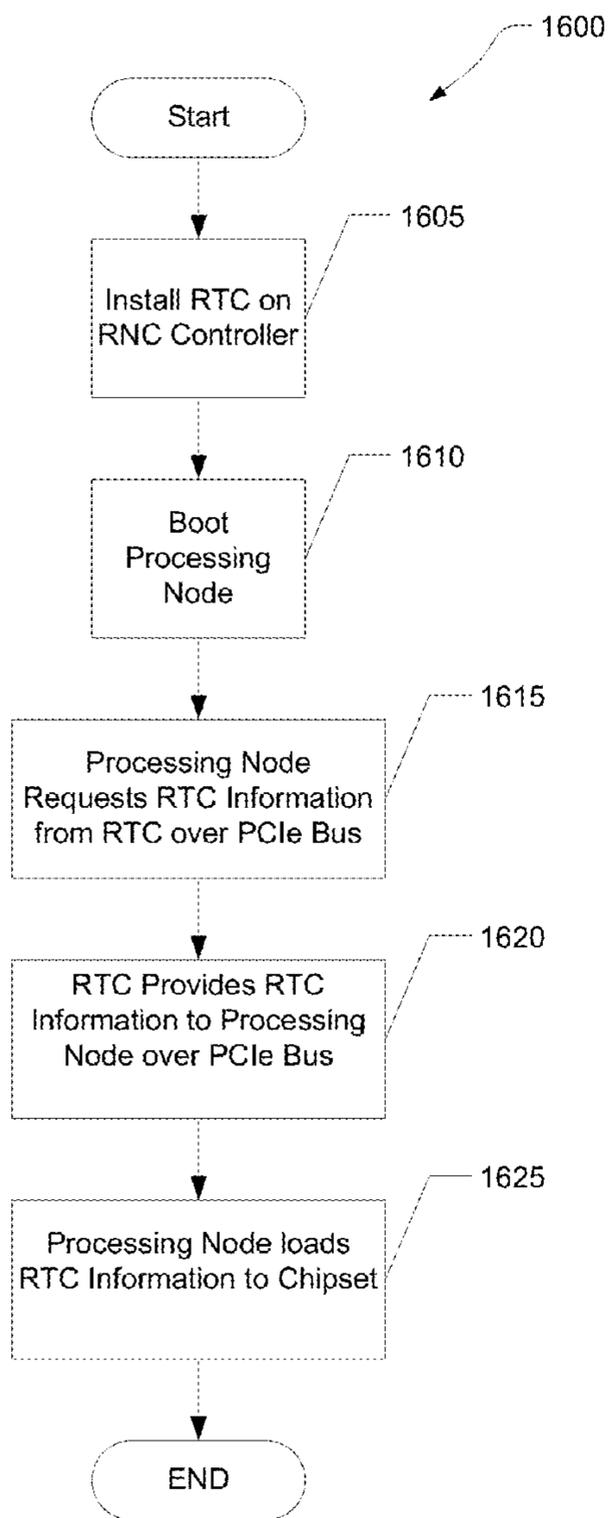 1600
Start
1605
Install RTC on
RNC Controller
1610
Boot
Processing
Node
1615
Processing Node
Requests RTC Information
from RTC over PCIe Bus
1620
RTC Provides RTC
Information to Processing
Node over PCIe Bus
1625
Processing Node loads
RTC Information to Chipset
END